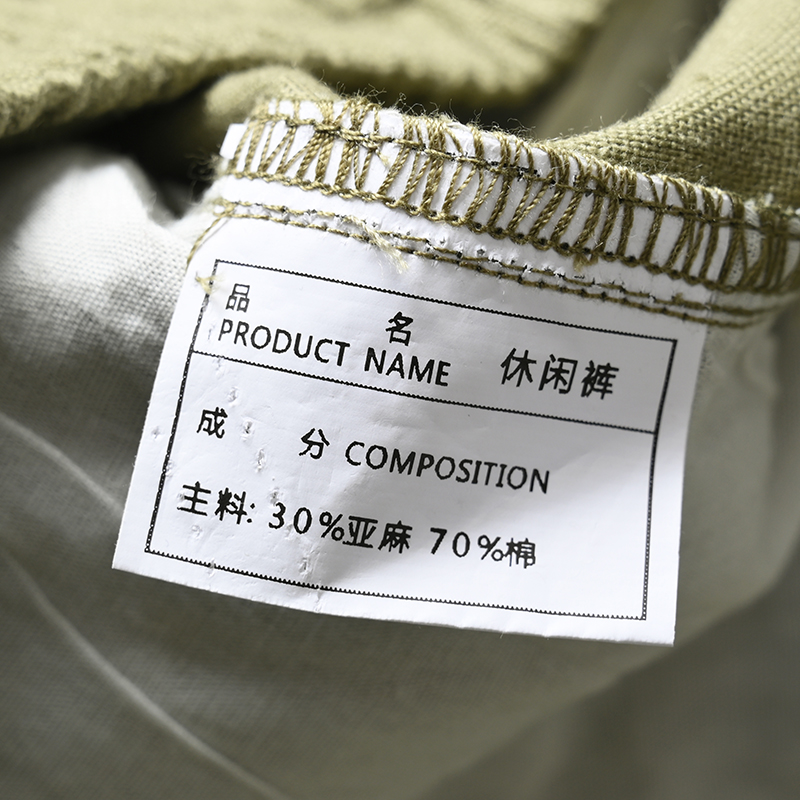 品 名
PRODUCT NAME 休闲裤
成 分 COMPOSITION
主料: 30%亚麻 70%棉